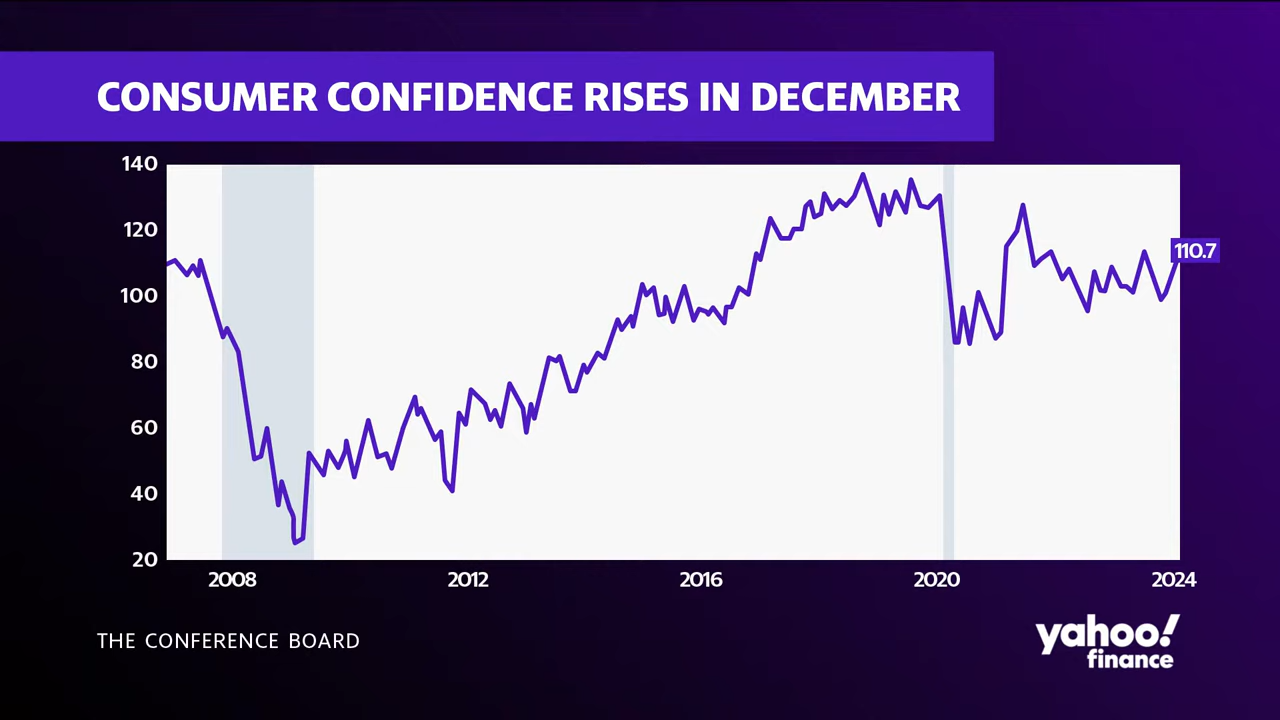 CONSUMER CONFIDENCE RISES IN DECEMBER
140
120
100
80
60
40
20
110.7
2008 2012 2016 2020 2024
THE CONFERENCE BOARD
yahoo!
finance